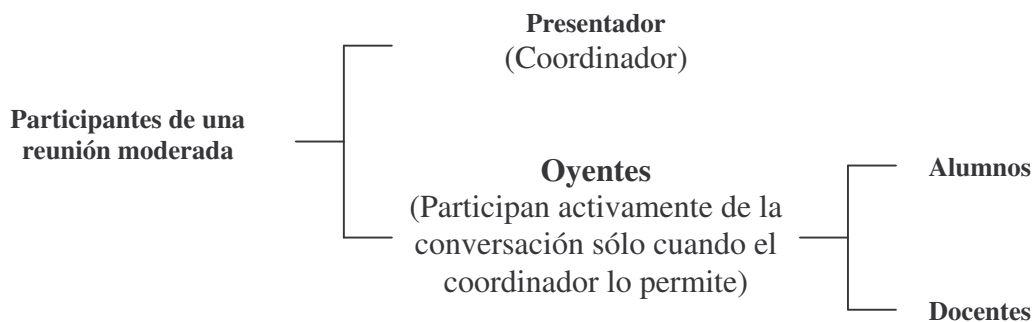 Presentador
(Coordinador)
Participantes de una
reunión moderada
Oyentes
(Participan activamente de la
conversación sólo cuando el
coordinador lo permite)
Alumnos
Docentes